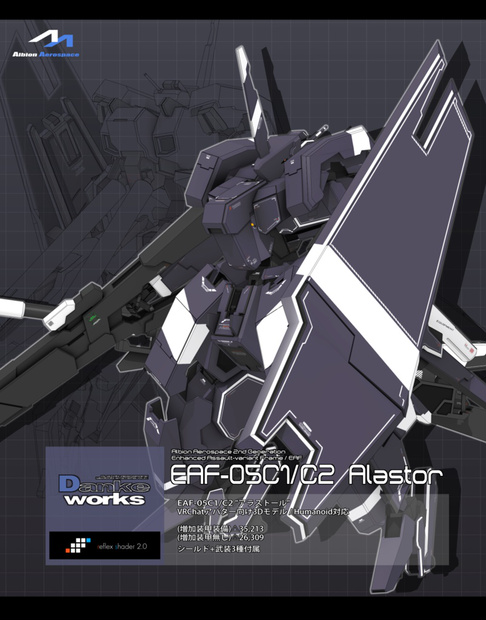 Albion Aerospace
Albion Aerospace 2nd Generation
Enhanced Assault-variant Frame / EAF
EAF-05C1/C2 Alastor
Danke
works
reflex shader 2.0
EAF-05C1/C2 "アラストール"
VRChatアバター向け3Dモデル Humanoid対応
(増加装甲装備) △35,213
(増加装甲無し) △26,309
シールド+武装3種付属